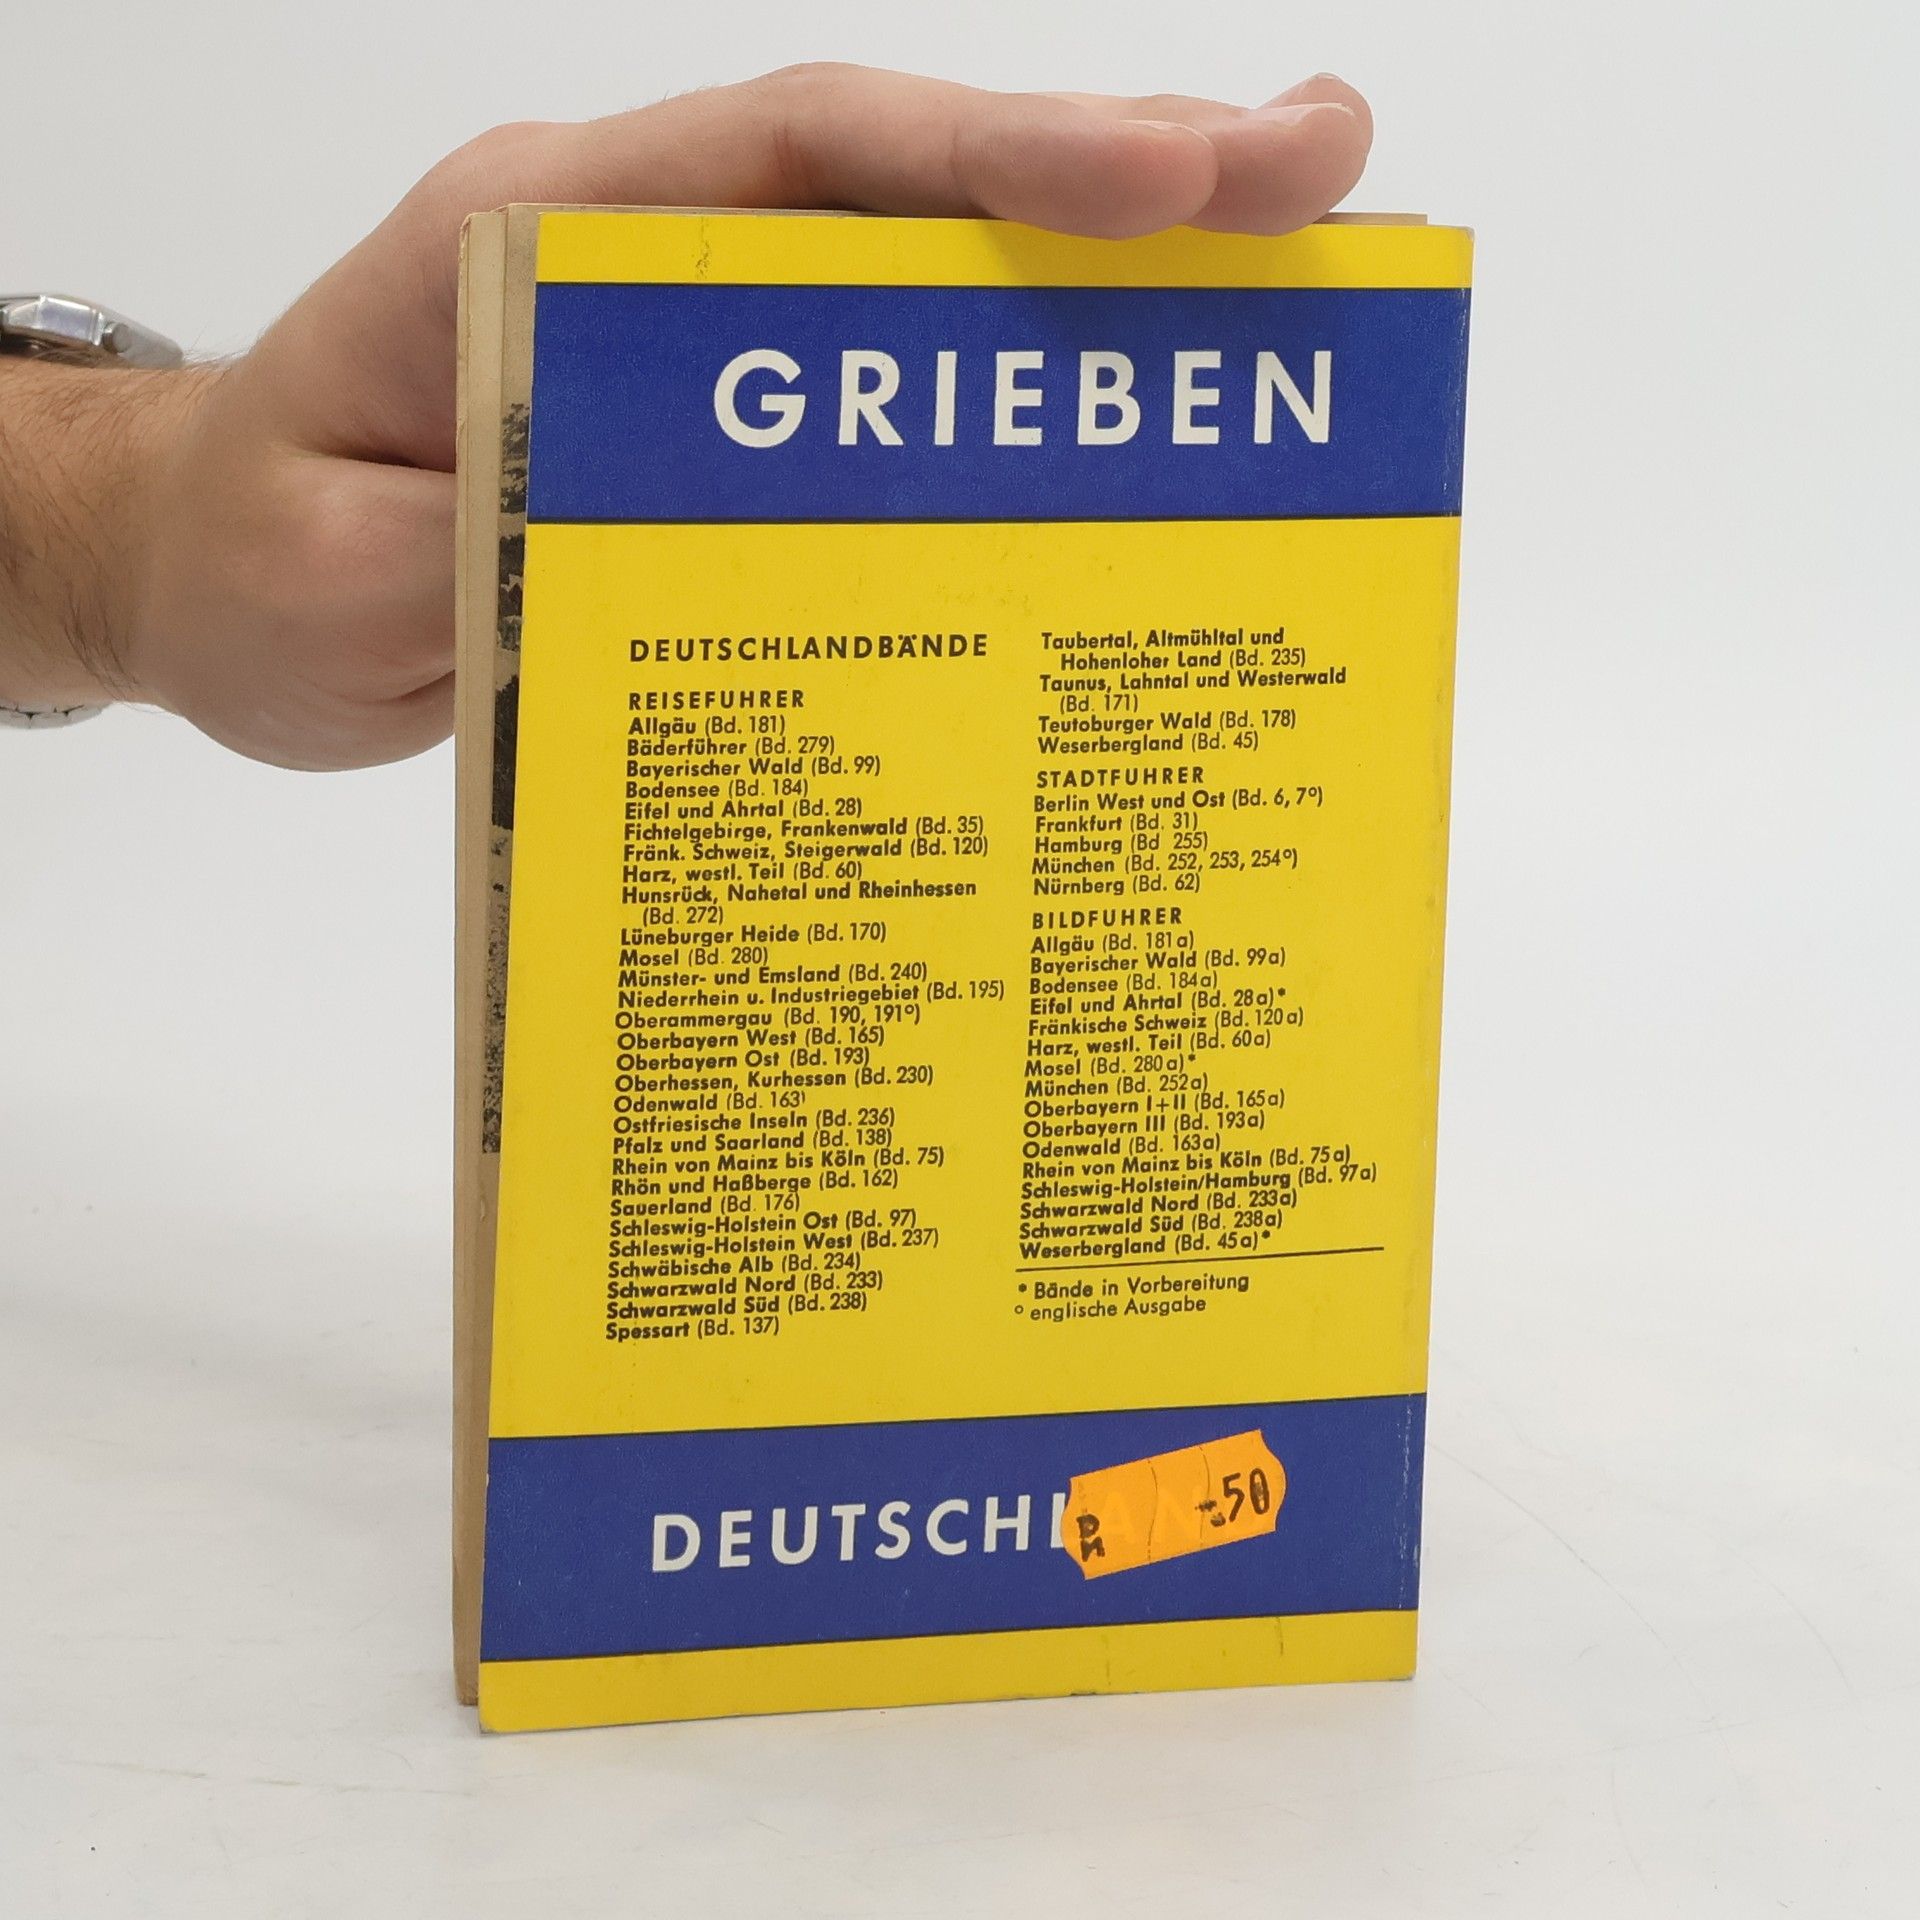 GRIEBEN
DEUTSCHLANDBÄNDE
REISEFUHRER
Allgäu (Bd. 181)
Bäderführer (Bd. 279)
Bayerischer Wald (Bd. 99)
Bodensee (Bd. 184)
Eifel und Ahrtal (Bd. 28)
Fichtelgebirge, Frankenwald (Bd. 35)
Fränk. Schweiz, Steigerwald (Bd. 120)
Harz, westl. Teil (Bd. 60)
Hunsrück, Nahetal und Rheinhessen
(Bd. 272)
Lüneburger Heide (Bd. 170)
Mosel (Bd. 280)
Münster- und Emsland (Bd. 240)
Niederrhein u. Industriegebiet (Bd. 195)
Oberammergau (Bd. 190, 191°)
Oberbayern West (Bd. 165)
Oberbayern Ost (Bd. 193)
Oberhessen, Kurhessen (Bd. 230)
Odenwald (Bd. 163)
Ostfriesische Inseln (Bd. 236)
Pfalz und Saarland (Bd. 138)
Rhein von Mainz bis Köln (Bd. 75)
Rhön und Haßberge (Bd. 162)
Sauerland (Bd. 176)
Schleswig-Holstein Ost (Bd. 97)
Schleswig-Holstein West (Bd. 237)
Schwäbische Alb (Bd. 234)
Schwarzwald Nord (Bd. 233)
Schwarzwald Süd (Bd. 238)
Spessart (Bd. 137)
Taubertal, Altmühltal und
Hohenloher Land (Bd. 235)
Taunus, Lahntal und Westerwald
(Bd. 171)
Teutoburger Wald (Bd. 178)
Weserbergland (Bd. 45)
STADTFUHRER
Berlin West und Ost (Bd. 6, 7°)
Frankfurt (Bd. 31)
Hamburg (Bd 255)
München (Bd. 252, 253, 254°)
Nürnberg (Bd. 62)
BILDFUHRER
Allgäu (Bd. 181a)
Bayerischer Wald (Bd. 99a)
Bodensee (Bd. 184a)
Eifel und Ahrtal (Bd. 28a)*
Fränkische Schweiz (Bd. 120a)
Harz, westl. Teil (Bd. 60a)
Mosel (Bd. 280a)*
München (Bd. 252a)
Oberbayern I+II (Bd. 165a)
Oberbayern III (Bd. 193a)
Odenwald (Bd. 163a)
Rhein von Mainz bis Köln (Bd. 75a)
Schleswig-Holstein/Hamburg (Bd. 97a)
Schwarzwald Nord (Bd. 233a)
Schwarzwald Süd (Bd. 238a)
Weserbergland (Bd. 45a)*
* Bände in Vorbereitung
° englische Ausgabe
DEUTSCHLAN
-.50